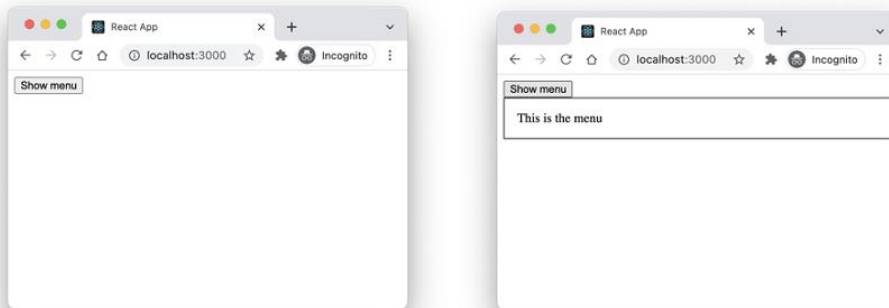 React App
localhost:3000
Incognito
Show menu
React App
localhost:3000
Incognito
Show menu
This is the menu